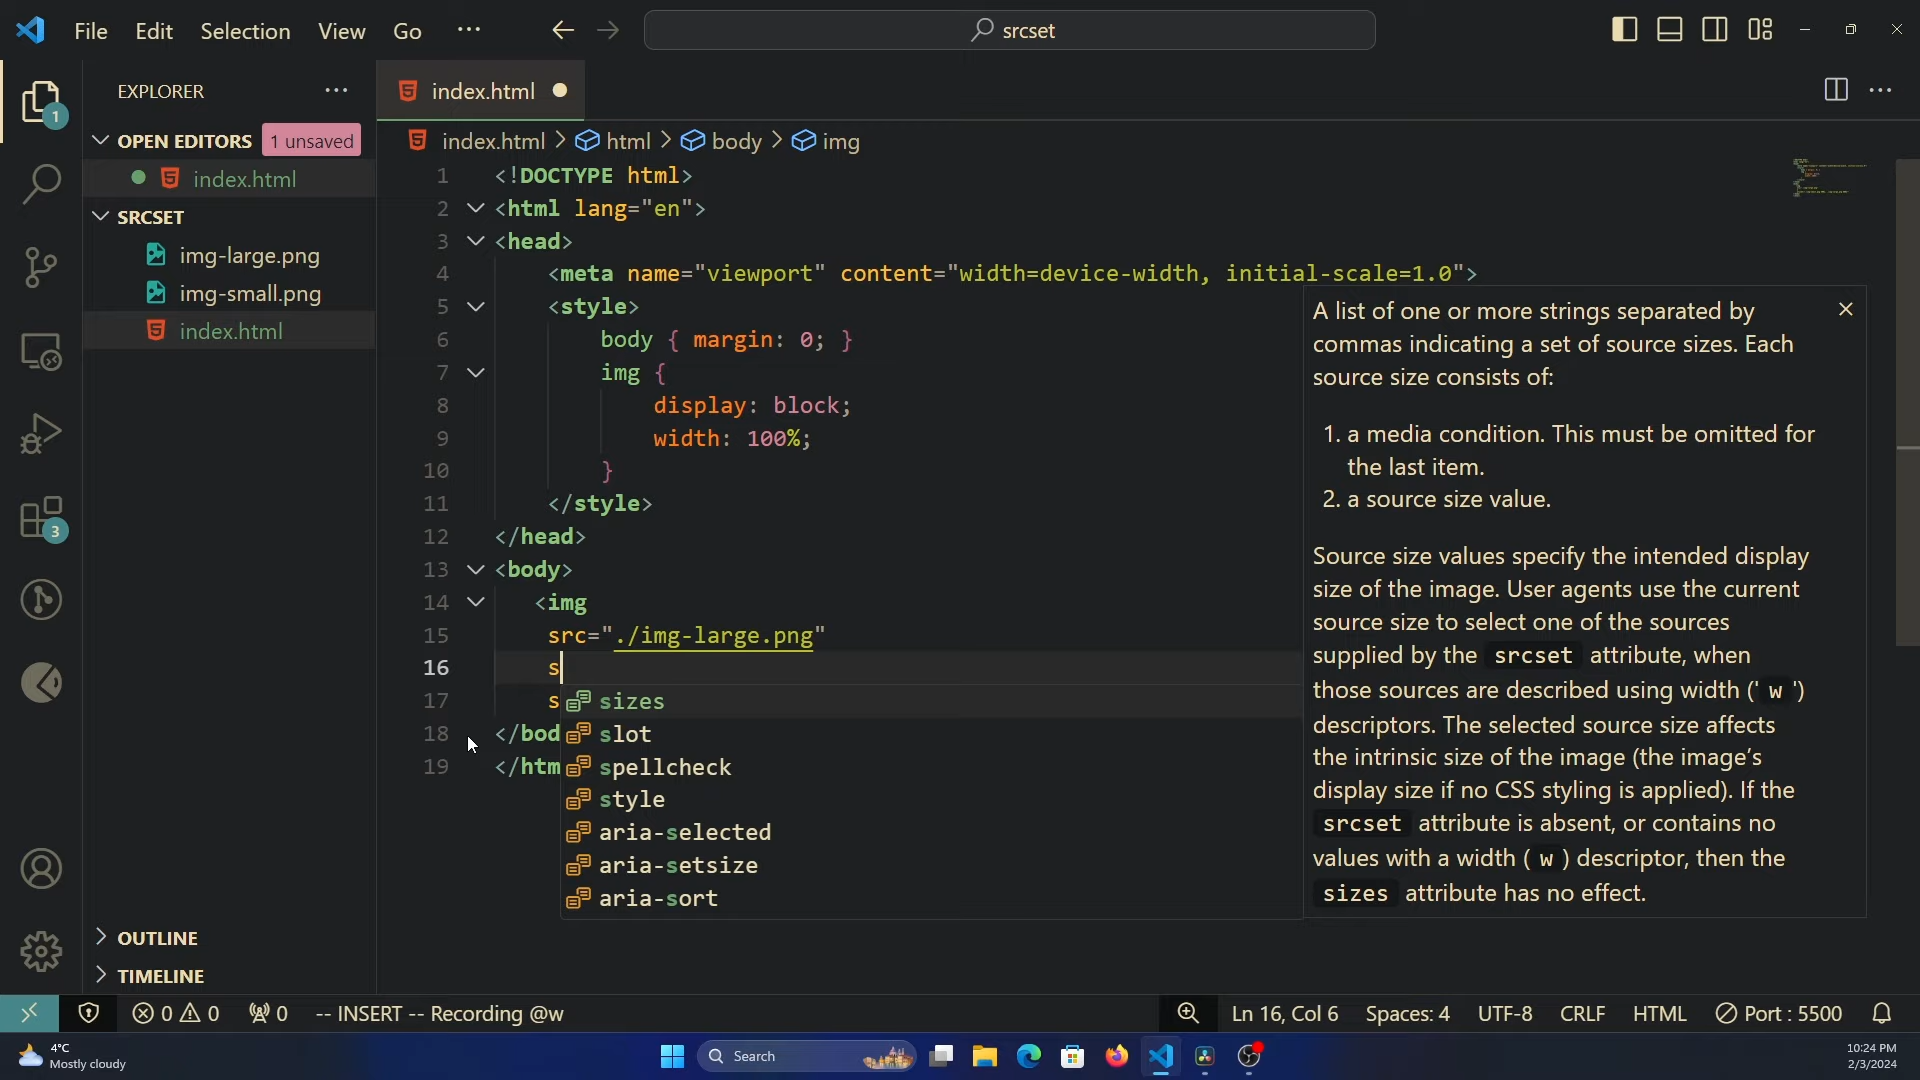 File Edit Selection View Go ···
srcset
EXPLORER ···
OPEN EDITORS 1 unsaved
index.html
SRCSET
img-large.png
img-small.png
index.html
OUTLINE
TIMELINE
1
3
index.html
index.html > html > body > img
1 <!DOCTYPE html>
2 <html lang="en">
3 <head>
4 <meta name="viewport" content="width=device-width, initial-scale=1.0">
5 <style>
6 body { margin: 0; }
7 img {
8 display: block;
9 width: 100%;
10 }
11 </style>
12 </head>
13 <body>
14 <img
15 src="./img-large.png"
16 s
17 s
18 </bod
19 </htm
sizes
slot
spellcheck
style
aria-selected
aria-setsize
aria-sort
A list of one or more strings separated by
commas indicating a set of source sizes. Each
source size consists of:
1. a media condition. This must be omitted for
the last item.
2. a source size value.
Source size values specify the intended display
size of the image. User agents use the current
source size to select one of the sources
supplied by the srcset attribute, when
those sources are described using width (' w ')
descriptors. The selected source size affects
the intrinsic size of the image (the image’s
display size if no CSS styling is applied). If the
srcset attribute is absent, or contains no
values with a width ( w ) descriptor, then the
sizes attribute has no effect.
0 0 0 -- INSERT -- Recording @w Ln 16, Col 6 Spaces: 4 UTF-8 CRLF HTML Port : 5500
4°C
Mostly cloudy
Search
10:24 PM
2/3/2024